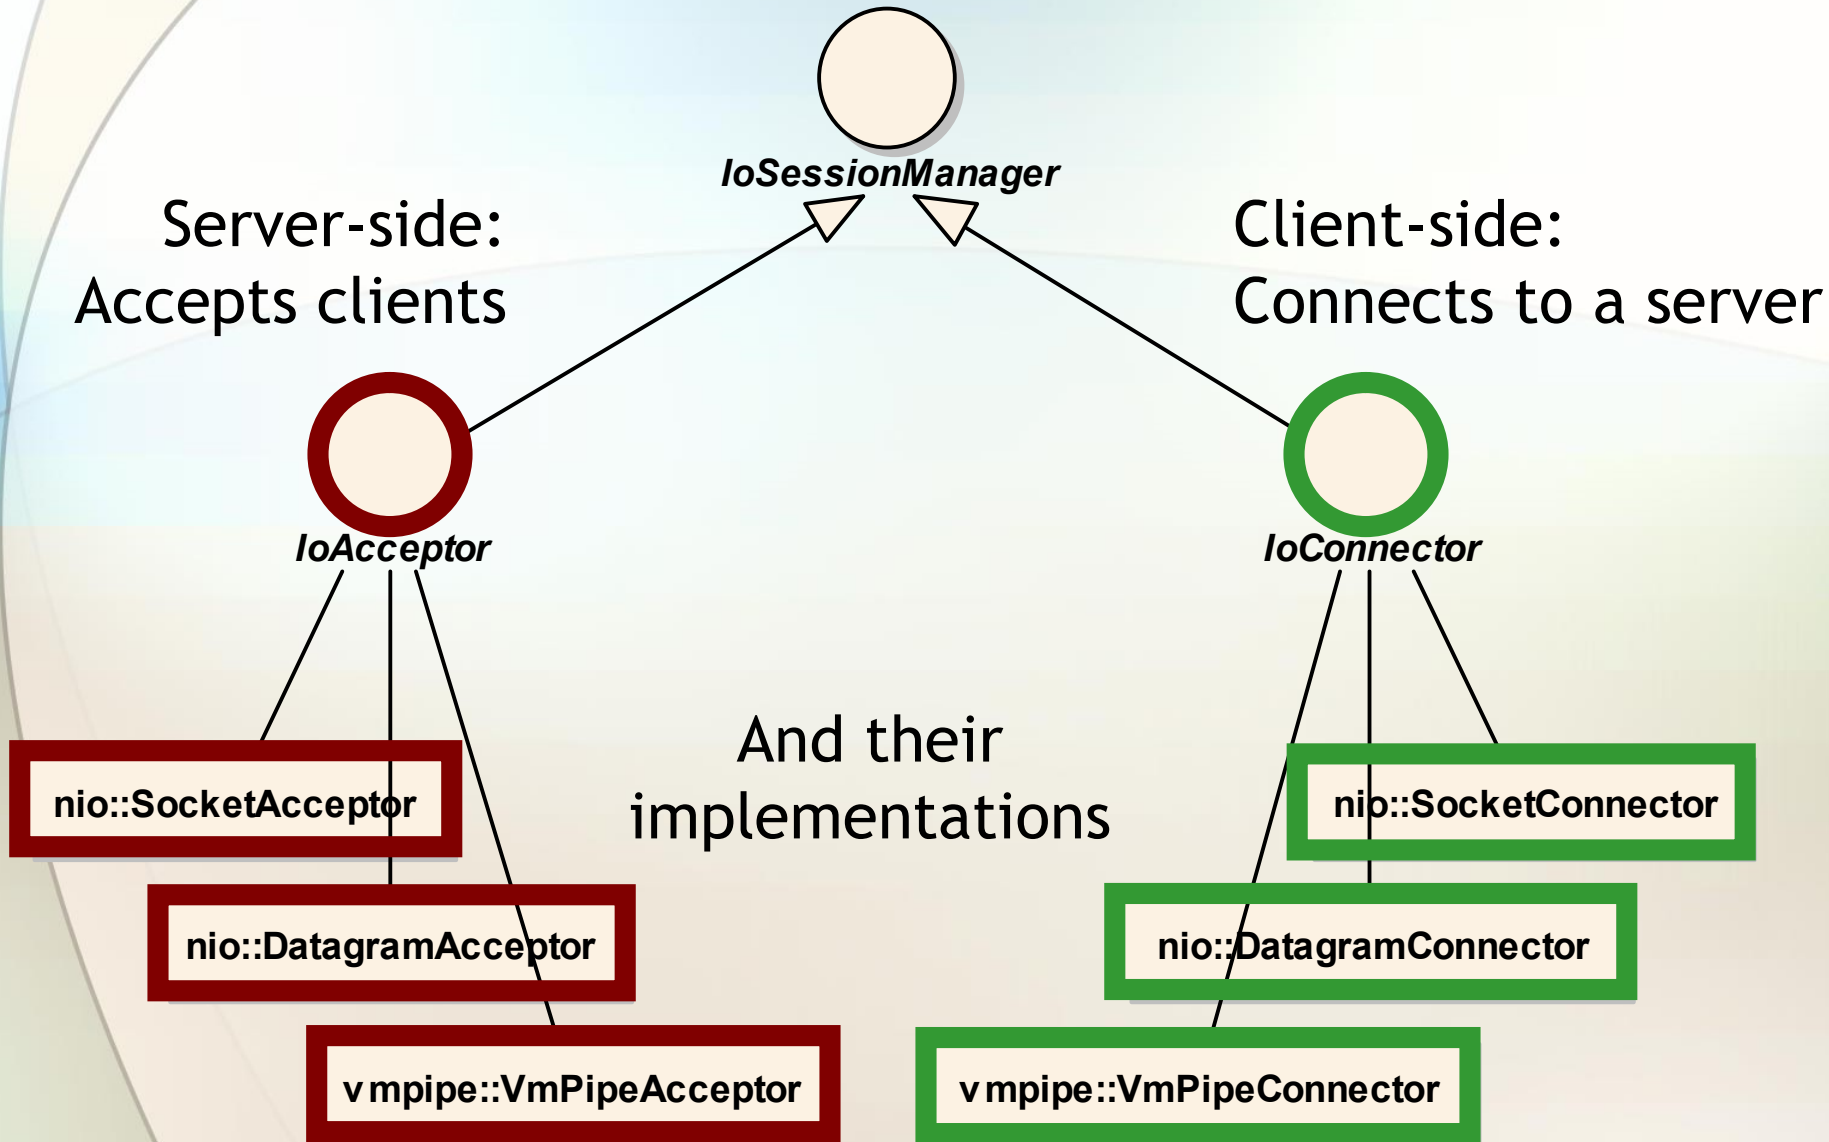 IoSessionManager
Server-side:
Accepts clients
Client-side:
Connects to a server
IoAcceptor
IoConnector
And their
implementations
nio::SocketAcceptor
nio::SocketConnector
nio::DatagramAcceptor
nio::DatagramConnector
vmpipe::VmPipeAcceptor
vmpipe::VmPipeConnector